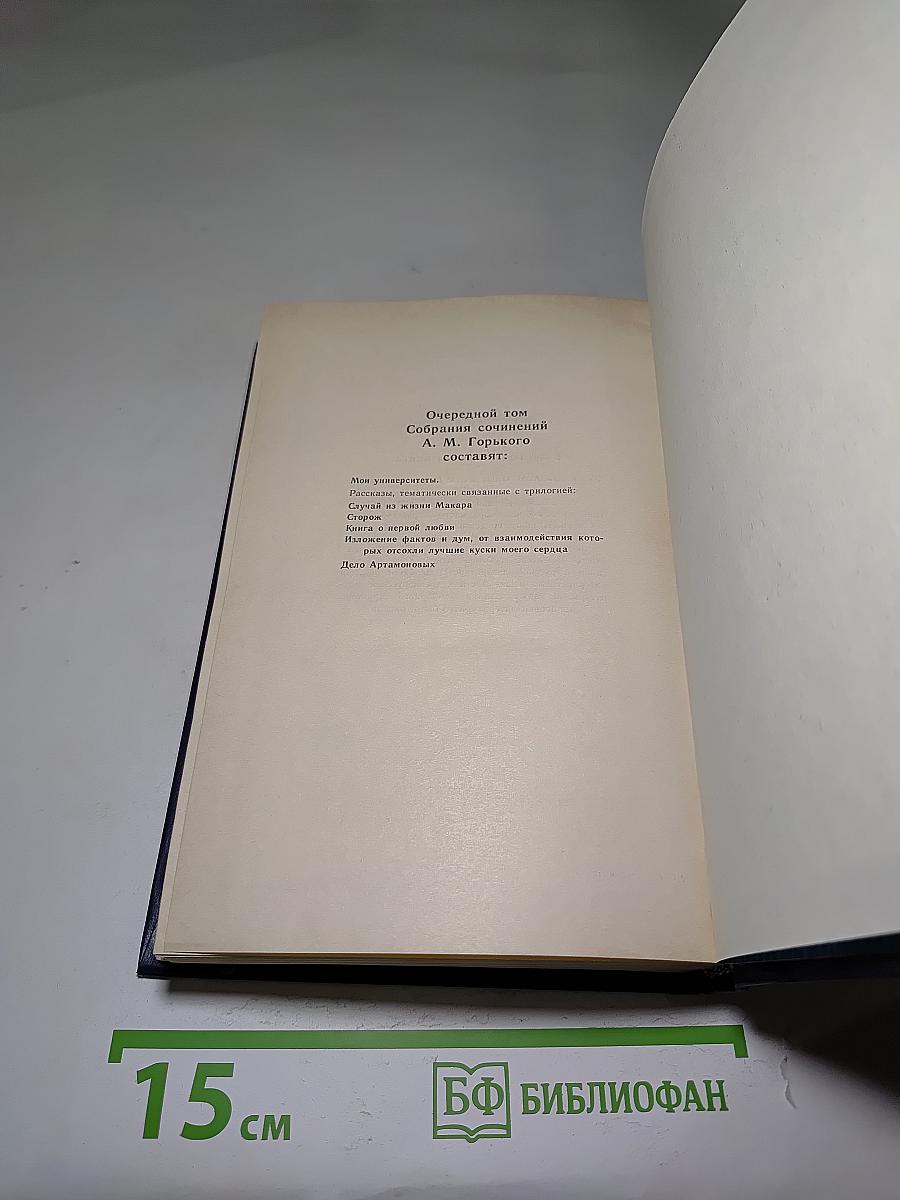 Очередной том
Собрания сочинений
А. М. Горького
составят:
Мои университеты.
Рассказы, тематически связанные с трилогией:
Случай из жизни Макара
Сторож
Книга о первой любви
Изложение фактов и дум, от взаимодействия кото-
рых отсохли лучшие куски моего сердца
Дело Артамоновых
15 см
БФ БИБЛИОФАН